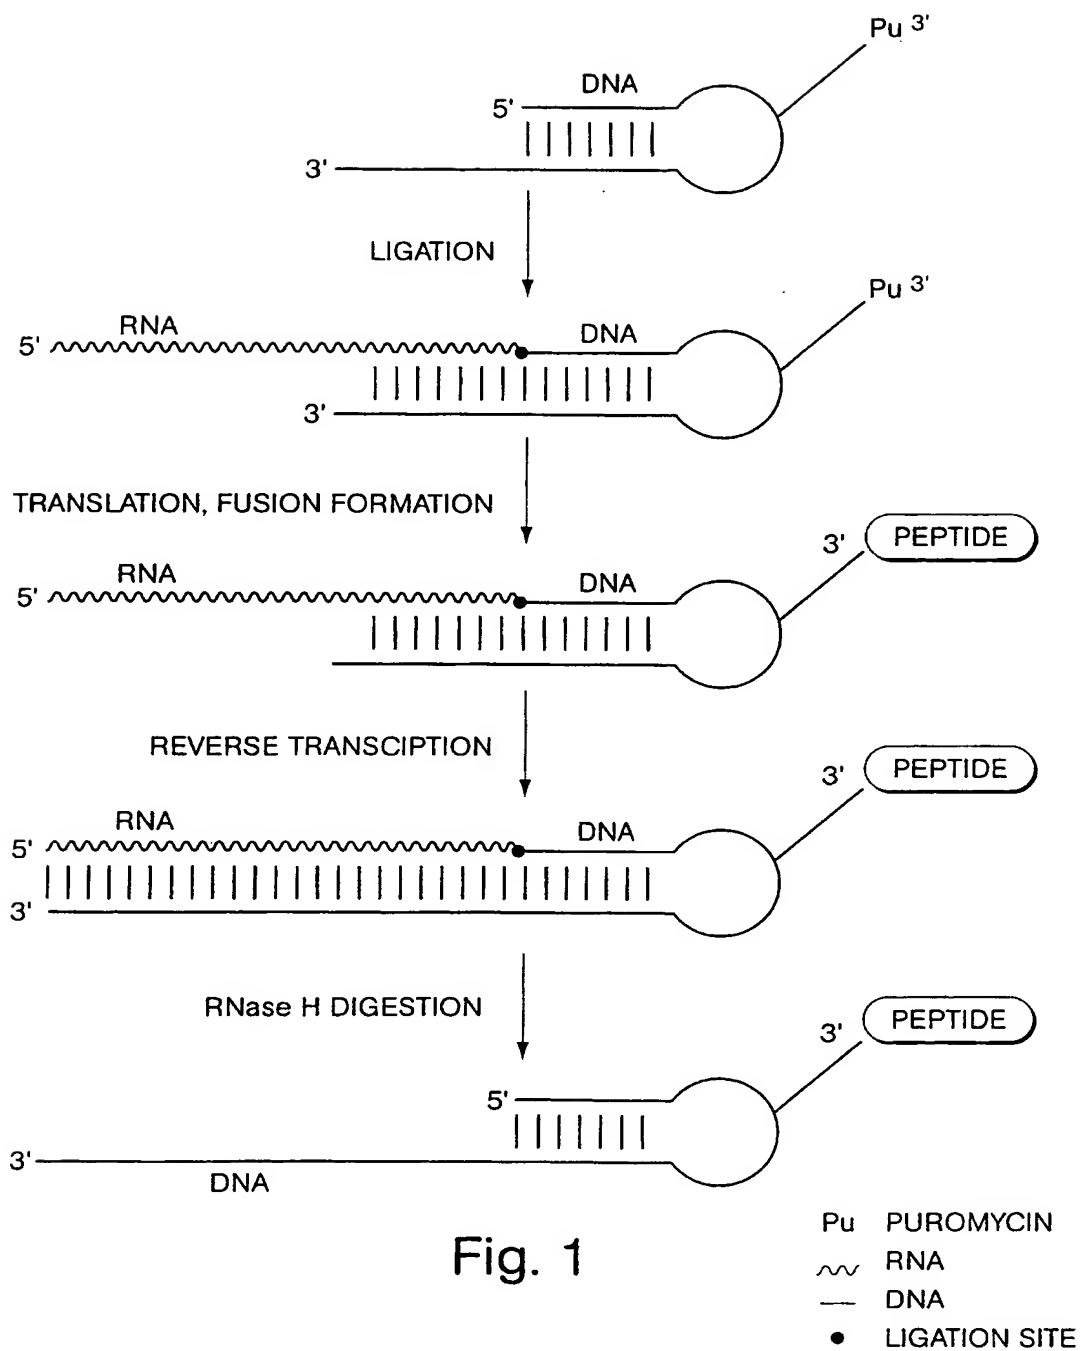 Pu 3'
DNA
5'
3'
LIGATION
Pu 3'
RNA
DNA
5'
3'
TRANSLATION, FUSION FORMATION
3' PEPTIDE
RNA
DNA
5'
REVERSE TRANSCIPTION
3' PEPTIDE
RNA
DNA
5'
3'
RNase H DIGESTION
3' PEPTIDE
5'
3'
DNA
Fig. 1
Pu PUROMYCIN
RNA
DNA
LIGATION SITE